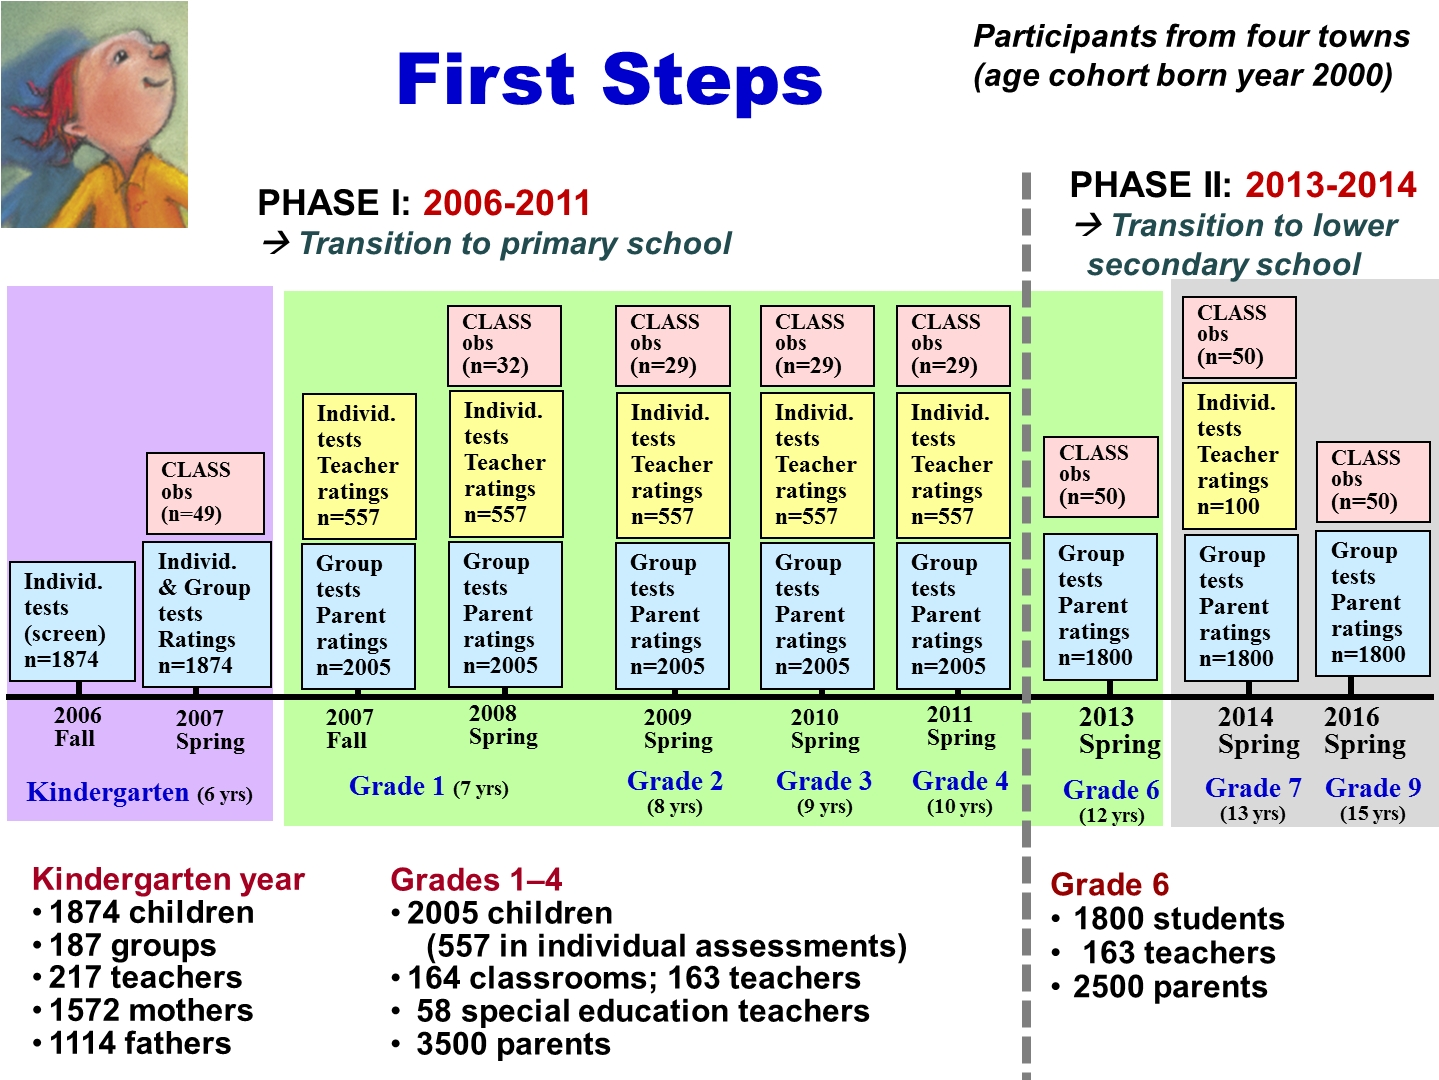 First Steps
Participants from four towns
(age cohort born year 2000)
PHASE I: 2006-2011
→ Transition to primary school
PHASE II: 2013-2014
→ Transition to lower
secondary school
Individ.
tests
(screen)
n=1874
CLASS
obs
(n=49)
Individ.
& Group
tests
Ratings
n=1874
Individ.
tests
Teacher
ratings
n=557
Group
tests
Parent
ratings
n=2005
CLASS
obs
(n=32)
Individ.
tests
Teacher
ratings
n=557
Group
tests
Parent
ratings
n=2005
CLASS
obs
(n=29)
Individ.
tests
Teacher
ratings
n=557
Group
tests
Parent
ratings
n=2005
CLASS
obs
(n=29)
Individ.
tests
Teacher
ratings
n=557
Group
tests
Parent
ratings
n=2005
CLASS
obs
(n=29)
Individ.
tests
Teacher
ratings
n=557
Group
tests
Parent
ratings
n=2005
CLASS
obs
(n=50)
Group
tests
Parent
ratings
n=1800
CLASS
obs
(n=50)
Individ.
tests
Teacher
ratings
n=100
Group
tests
Parent
ratings
n=1800
CLASS
obs
(n=50)
Group
tests
Parent
ratings
n=1800
2006
Fall
2007
Spring
2007
Fall
2008
Spring
2009
Spring
2010
Spring
2011
Spring
2013
Spring
2014
Spring
2016
Spring
Kindergarten (6 yrs)
Grade 1 (7 yrs)
Grade 2
(8 yrs)
Grade 3
(9 yrs)
Grade 4
(10 yrs)
Grade 6
(12 yrs)
Grade 7
(13 yrs)
Grade 9
(15 yrs)
Kindergarten year
• 1874 children
• 187 groups
• 217 teachers
• 1572 mothers
• 1114 fathers
Grades 1–4
• 2005 children
(557 in individual assessments)
• 164 classrooms; 163 teachers
• 58 special education teachers
• 3500 parents
Grade 6
• 1800 students
• 163 teachers
• 2500 parents